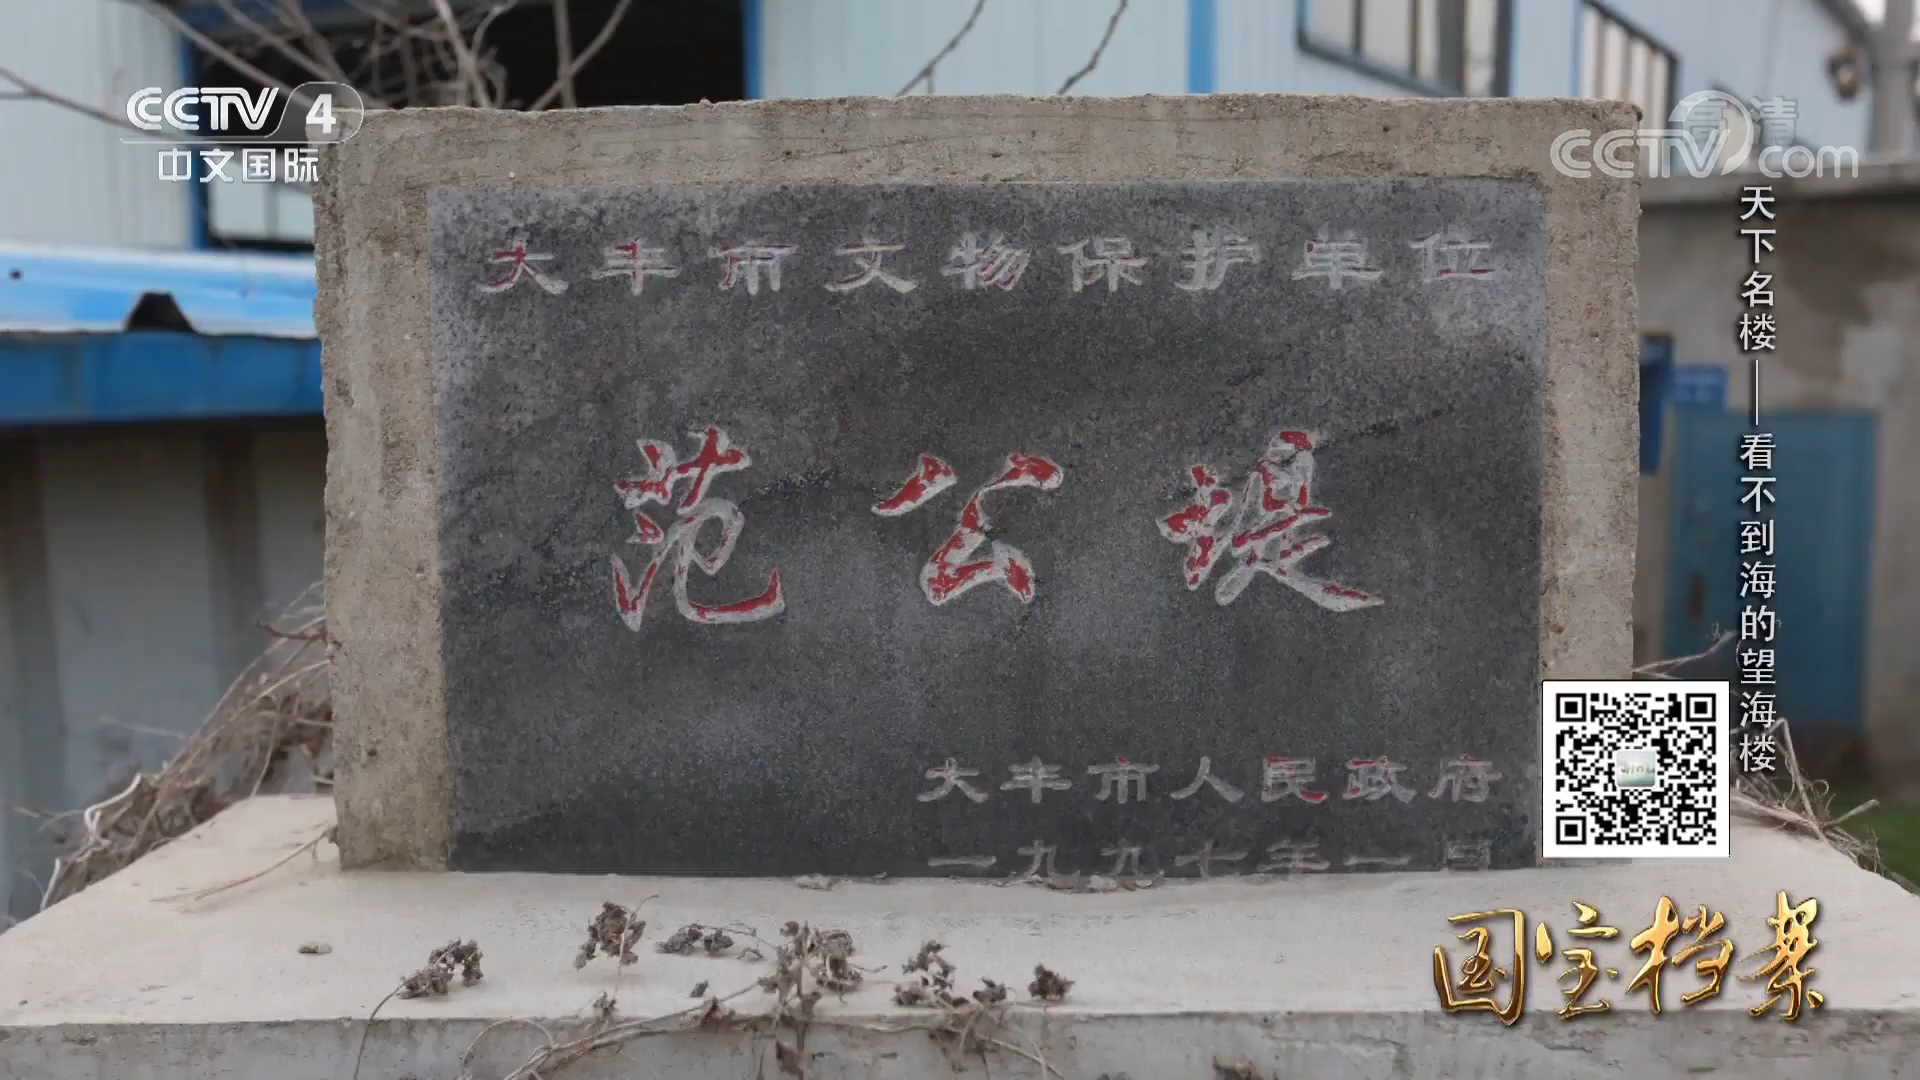 CCTV 4
中文国际
高清
CCTV.com
天下名楼——看不到海的望海楼
大丰市文物保护单位
范公堤
大丰市人民政府
一九九七年一月
国宝档案